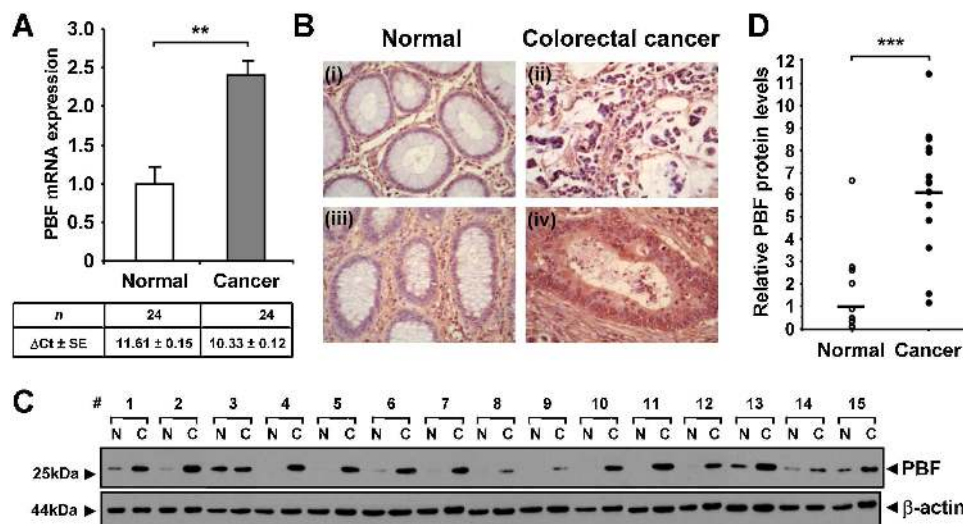 A
PBF mRNA expression
3.0
2.5
2.0
1.5
1.0
0.5
0
**
Normal Cancer
n 24 24
ΔCt ± SE 11.61 ± 0.15 10.33 ± 0.12
B
Normal Colorectal cancer
(i) (ii)
(iii) (iv)
D
Relative PBF protein levels
***
12
11
10
9
8
7
6
5
4
3
2
1
0
Normal Cancer
C
# 1 2 3 4 5 6 7 8 9 10 11 12 13 14 15
N C N C N C N C N C N C N C N C N C N C N C N C N C N C N C
25kDa ► ◄ PBF
44kDa ► ◄ β-actin